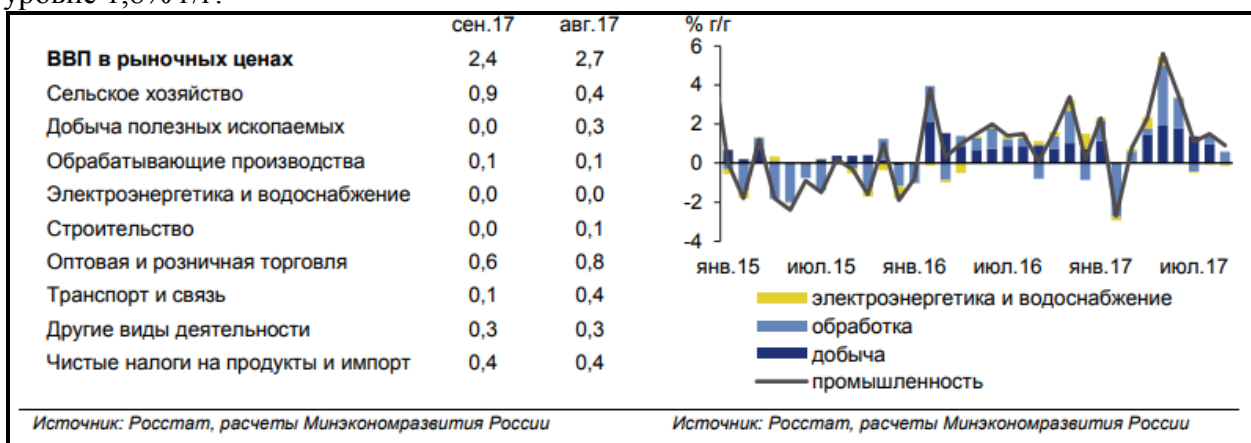 уровне 1,8% г/г.
сен.17 авг.17
ВВП в рыночных ценах 2,4 2,7
Сельское хозяйство 0,9 0,4
Добыча полезных ископаемых 0,0 0,3
Обрабатывающие производства 0,1 0,1
Электроэнергетика и водоснабжение 0,0 0,0
Строительство 0,0 0,1
Оптовая и розничная торговля 0,6 0,8
Транспорт и связь 0,1 0,4
Другие виды деятельности 0,3 0,3
Чистые налоги на продукты и импорт 0,4 0,4
Источник: Росстат, расчеты Минэкономразвития России
% г/г
6
4
2
0
-2
-4
янв.15 июл.15 янв.16 июл.16 янв.17 июл.17
электроэнергетика и водоснабжение
обработка
добыча
промышленность
Источник: Росстат, расчеты Минэкономразвития России